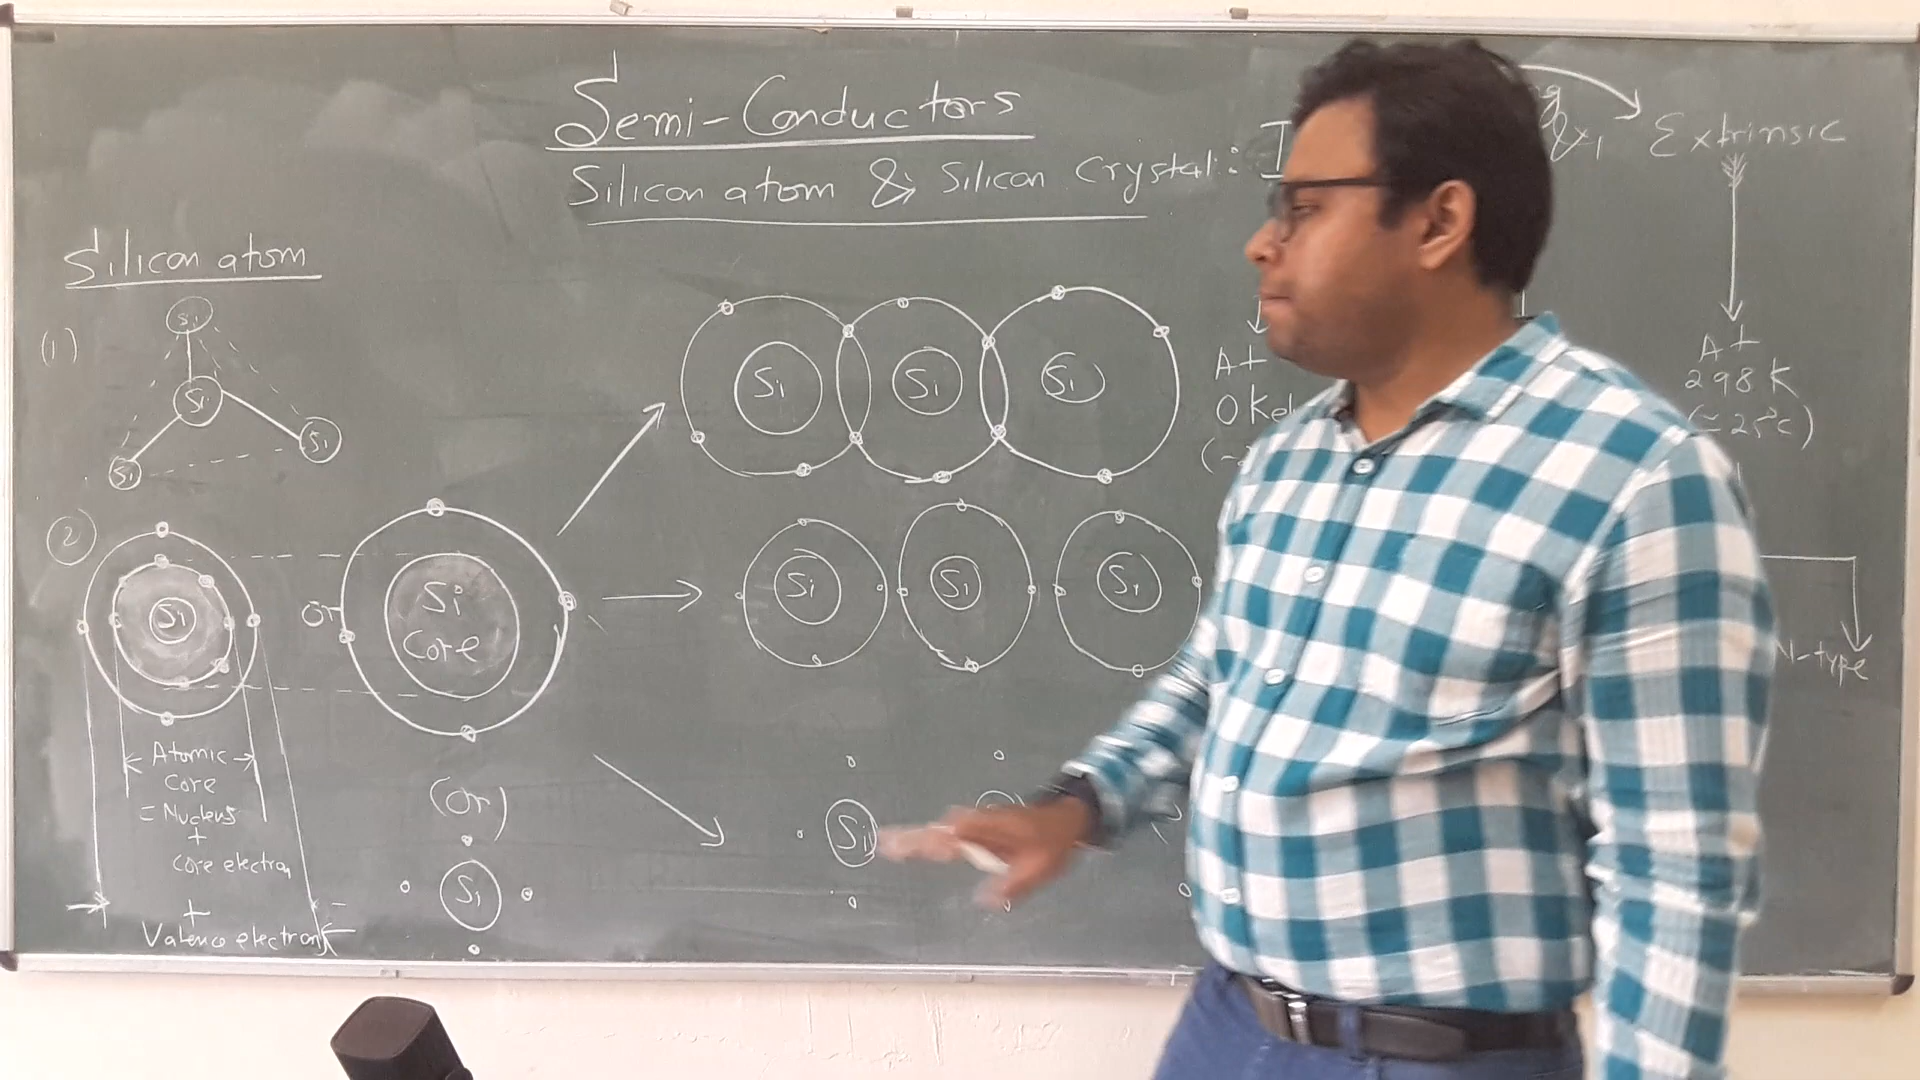 Semi-Conductors
Silicon atom & Silicon Crystal:
Extrinsic
Silicon atom
(1)
Si
Si
Si
Si
Si
Si
Si
At
0 Kel
At
298 K
(≈25°C)
2
Si
or
Si
Core
Si
Si
Si
N-type
Atomic
Core
= Nucleus
+
Core electron
+
Valence electrons
(or)
Si
Si